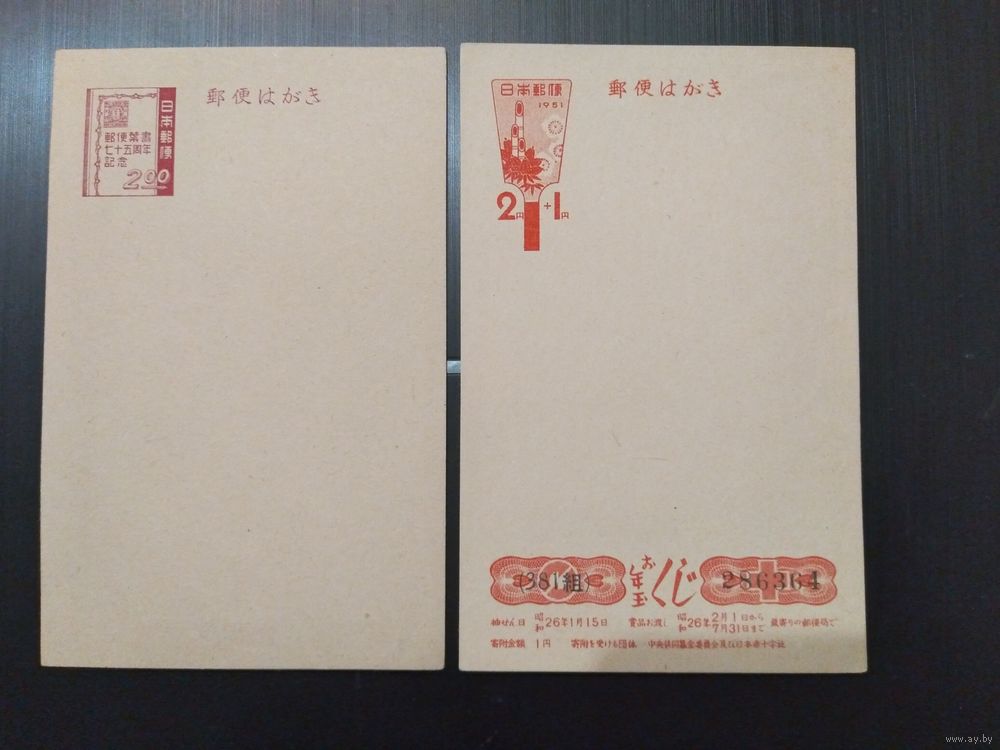 郵便はがき
日本郵便
郵便葉書
七十五周年
記念
2.00
郵便はがき
日本郵便
1951
2円+1円
(381組)
お年玉くじ
286364
抽せん日 昭和26年1月15日 賞品お渡し 昭和26年2月1日から7月31日まで 最寄りの郵便局で
寄附金額 1円 寄附を受ける団体 中央共同募金委員会及び日本赤十字社
www.ay.by